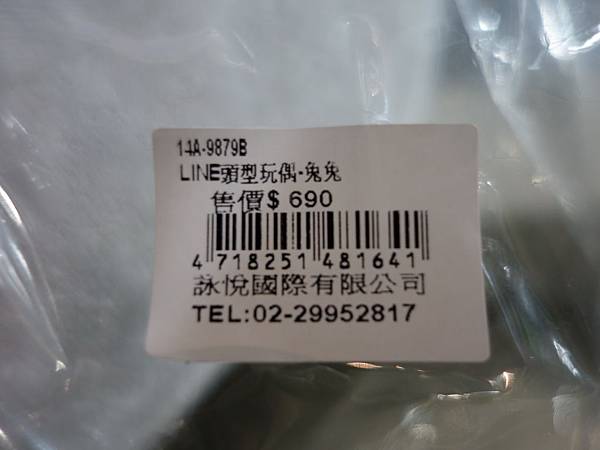 14A-9879B
LINE頭型玩偶-兔兔
售價$ 690
4 718251 481641
詠悅國際有限公司
TEL:02-29952817